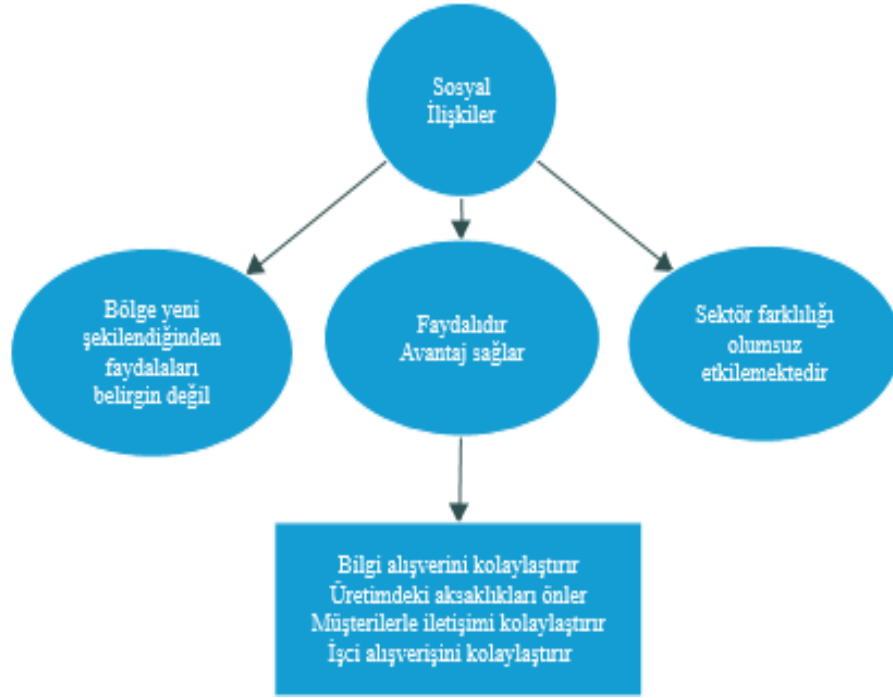 Sosyal
İlişkiler
Bölge yeni
şekilendiğinden
faydalaları
belirgin değil
Faydalıdır
Avantaj sağlar
Sektör farklılığı
olumsuz
etkilemektedir
Bilgi alışverini kolaylaştırır
Üretimdeki aksaklıkları önler
Müşterilerle iletişimi kolaylaştırır
İşci alışverişini kolaylaştırır